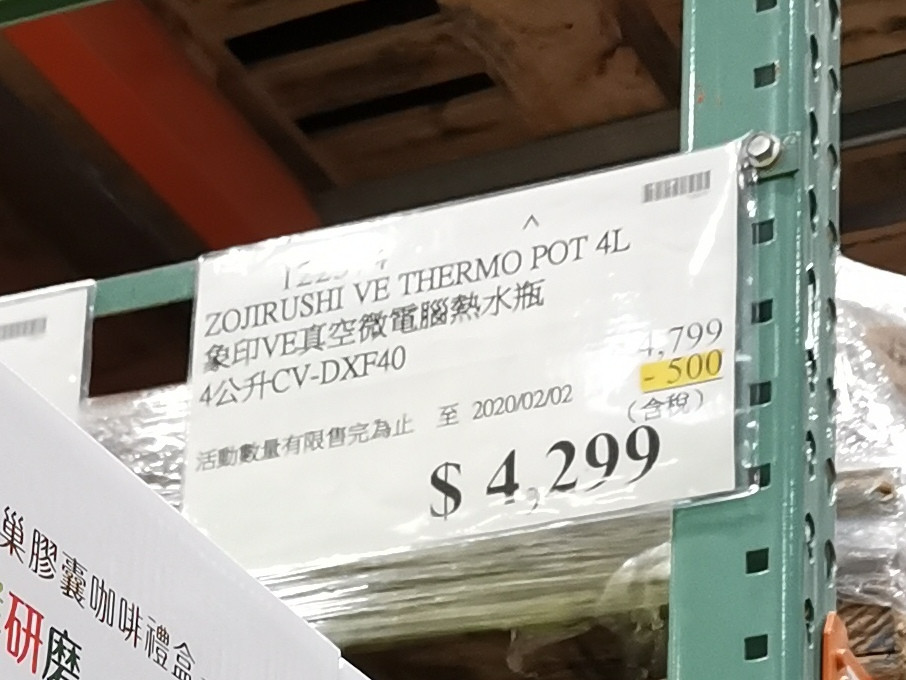 ZOJIRUSHI VE THERMO POT 4L
象印VE真空微電腦熱水瓶
4公升CV-DXF40
4,799
- 500
(含稅)
活動數量有限售完為止 至 2020/02/02
$ 4,299
巢膠囊咖啡禮盒
研磨